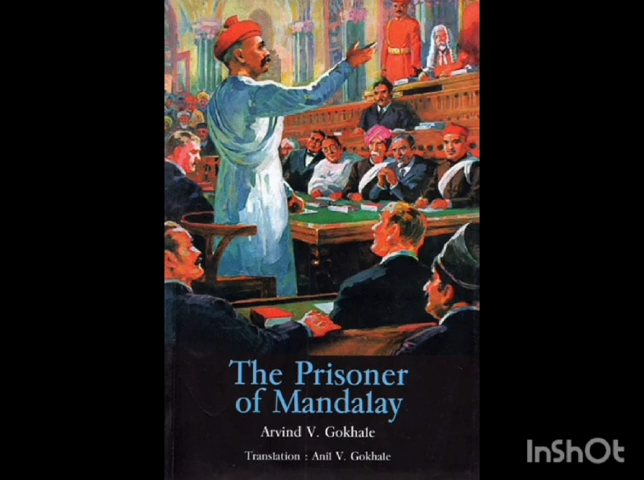 The Prisoner
of Mandalay
Arvind V. Gokhale
Translation : Anil V. Gokhale
InShOt